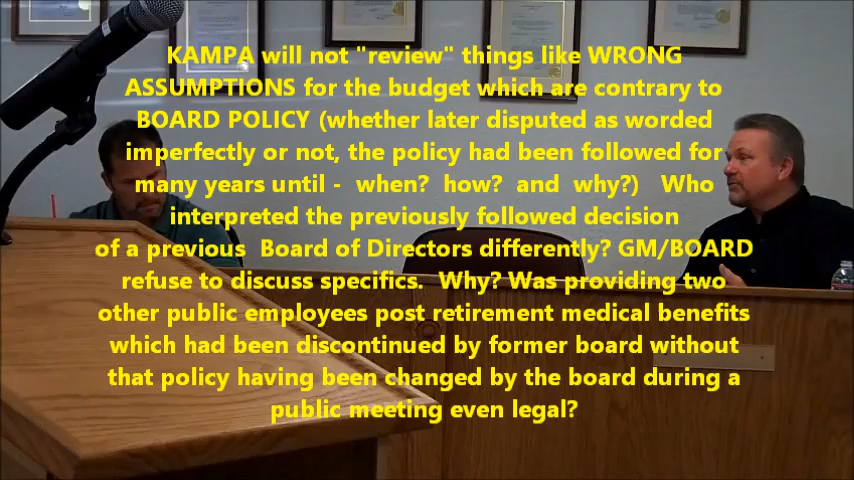 KAMPA will not "review" things like WRONG
ASSUMPTIONS for the budget which are contrary to
BOARD POLICY (whether later disputed as worded
imperfectly or not, the policy had been followed for
many years until - when? how? and why?) Who
interpreted the previously followed decision
of a previous Board of Directors differently? GM/BOARD
refuse to discuss specifics. Why? Was providing two
other public employees post retirement medical benefits
which had been discontinued by former board without
that policy having been changed by the board during a
public meeting even legal?